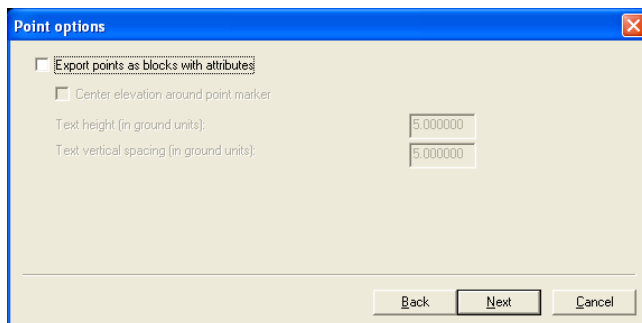 Point options
Export points as blocks with attributes
Center elevation around point marker
Text height (in ground units): 5.000000
Text vertical spacing (in ground units): 5.000000
Back Next Cancel